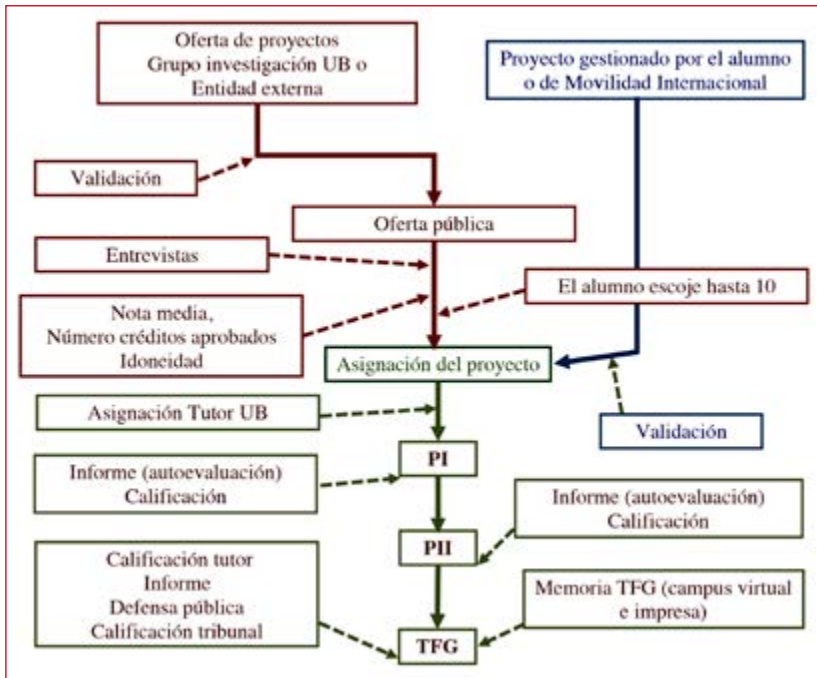 Oferta de proyectos
Grupo investigación UB o
Entidad externa
Proyecto gestionado por el alumno
o de Movilidad Internacional
Validación
Oferta pública
Entrevistas
El alumno escoje hasta 10
Nota media,
Número créditos aprobados
Idoneidad
Asignación del proyecto
Asignación Tutor UB
Validación
PI
Informe (autoevaluación)
Calificación
Informe (autoevaluación)
Calificación
PII
Calificación tutor
Informe
Defensa pública
Calificación tribunal
Memoria TFG (campus virtual
e impresa)
TFG